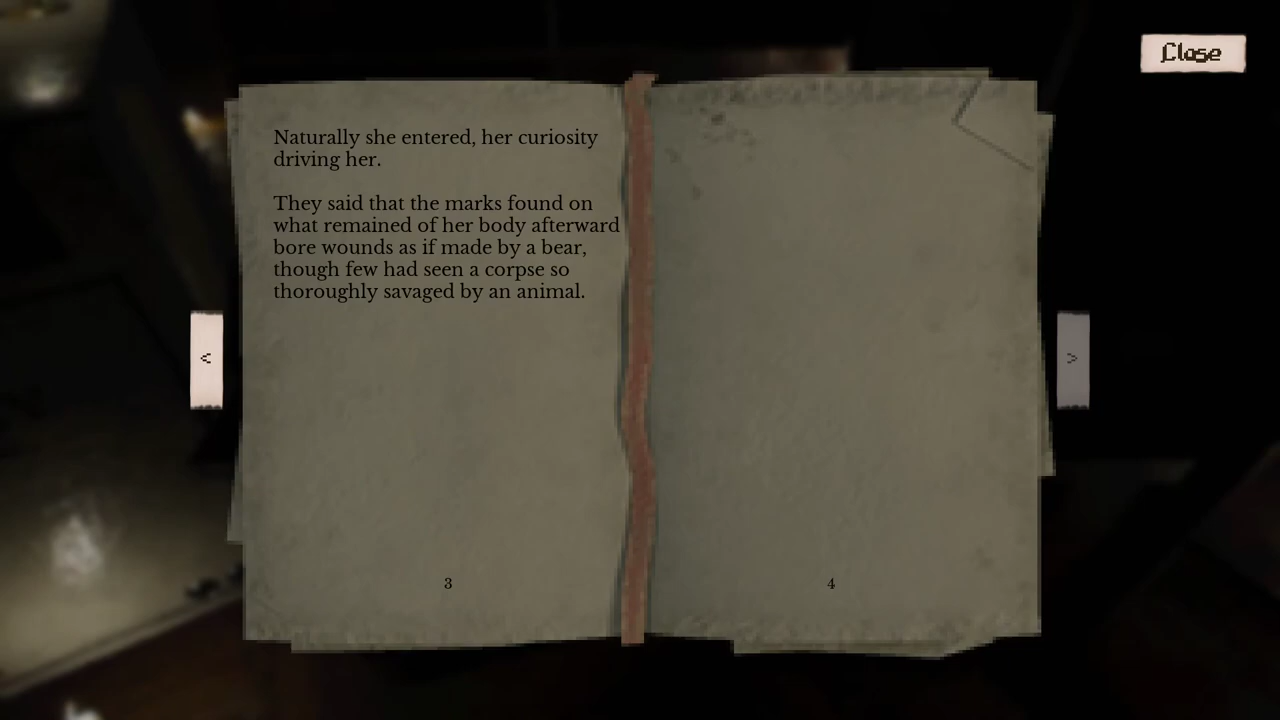 Close
Naturally she entered, her curiosity
driving her.
They said that the marks found on
what remained of her body afterward
bore wounds as if made by a bear,
though few had seen a corpse so
thoroughly savaged by an animal.
<
>
3
4